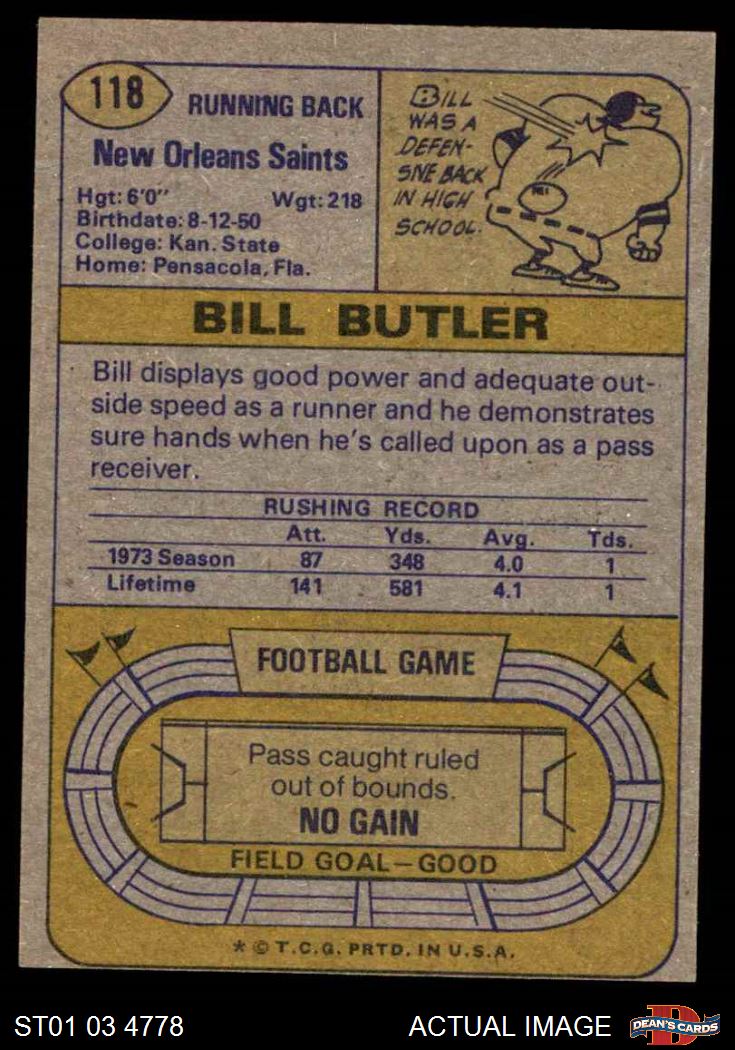 118
RUNNING BACK
New Orleans Saints
Hgt: 6'0" Wgt: 218
Birthdate: 8-12-50
College: Kan. State
Home: Pensacola, Fla.
BILL
WAS A
DEFEN-
SNE BACK
IN HIGH
SCHOOL.
BILL BUTLER
Bill displays good power and adequate out-
side speed as a runner and he demonstrates
sure hands when he's called upon as a pass
receiver.
RUSHING RECORD
Att. Yds. Avg. Tds.
1973 Season 87 348 4.0 1
Lifetime 141 581 4.1 1
FOOTBALL GAME
Pass caught ruled
out of bounds.
NO GAIN
FIELD GOAL—GOOD
* © T.C.G. PRTD. IN U.S.A.
ST01 03 4778 ACTUAL IMAGE
DEAN'S CARDS